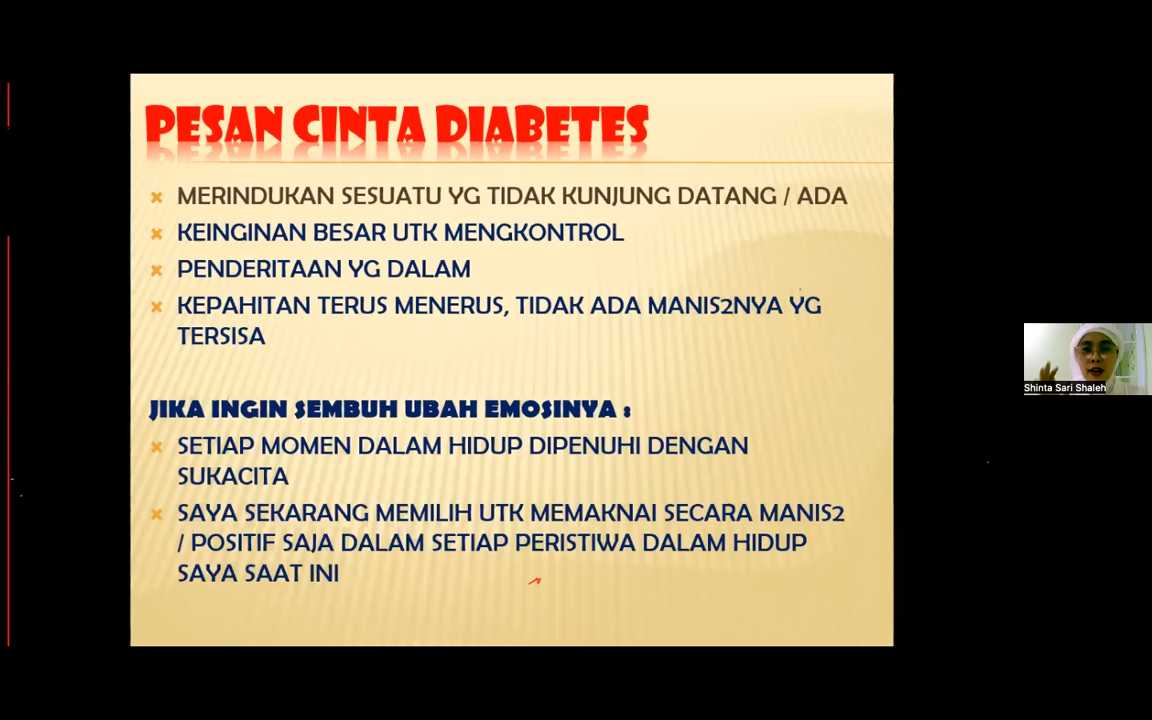 PESAN CINTA DIABETES
MERINDUKAN SESUATU YG TIDAK KUNJUNG DATANG / ADA
KEINGINAN BESAR UTK MENGKONTROL
PENDERITAAN YG DALAM
KEPAHITAN TERUS MENERUS, TIDAK ADA MANIS2NYA YG
TERSISA
JIKA INGIN SEMBUH UBAH EMOSINYA :
SETIAP MOMEN DALAM HIDUP DIPENUHI DENGAN
SUKACITA
SAYA SEKARANG MEMILIH UTK MEMAKNAI SECARA MANIS2
/ POSITIF SAJA DALAM SETIAP PERISTIWA DALAM HIDUP
SAYA SAAT INI
Shinta Sari Shaleh